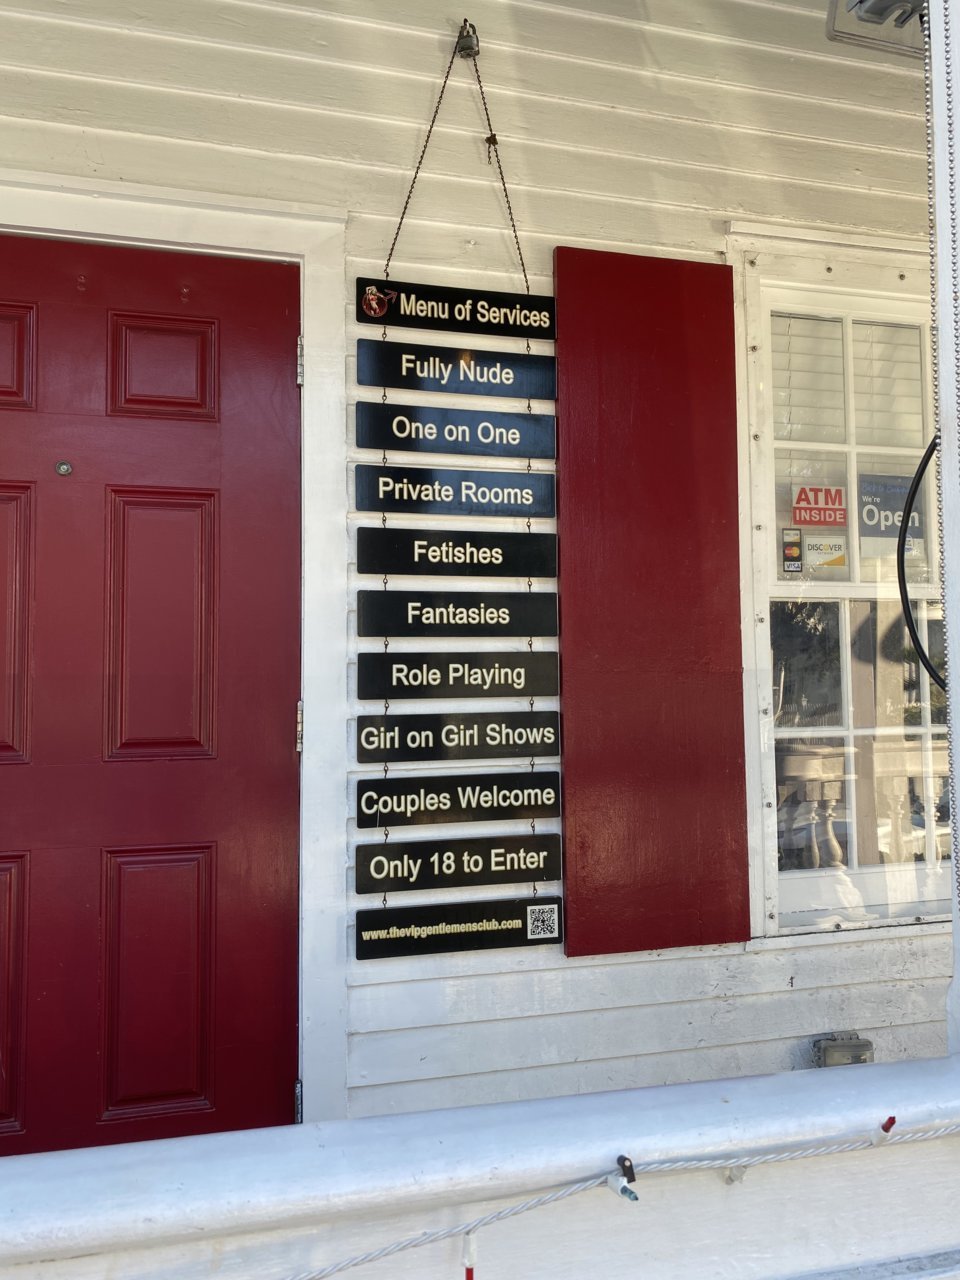 Menu of Services
Fully Nude
One on One
Private Rooms
Fetishes
Fantasies
Role Playing
Girl on Girl Shows
Couples Welcome
Only 18 to Enter
www.thevipgentlemensclub.com
ATM
INSIDE
We're
Open
DISCOVER
VISA